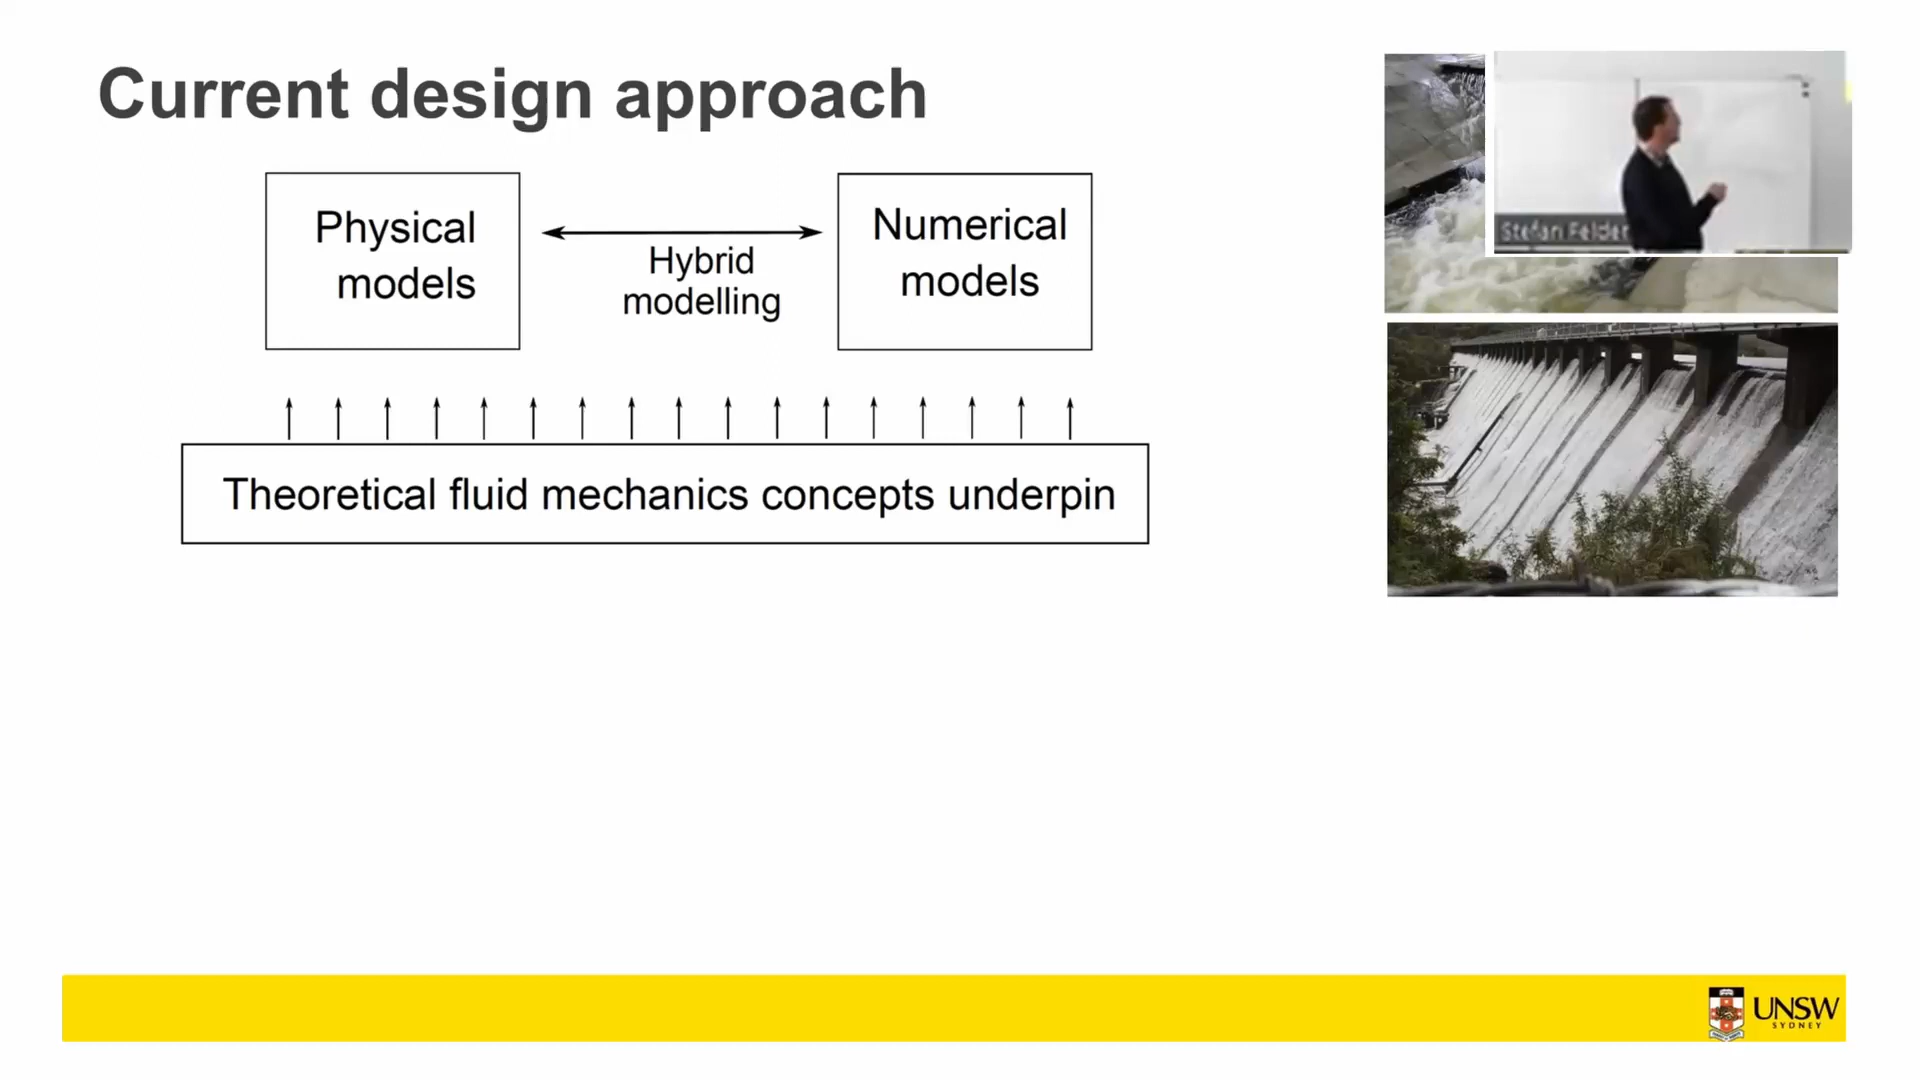 Current design approach
Physical
models
Hybrid
modelling
Numerical
models
Theoretical fluid mechanics concepts underpin
Stefan Felder
UNSW
SYDNEY